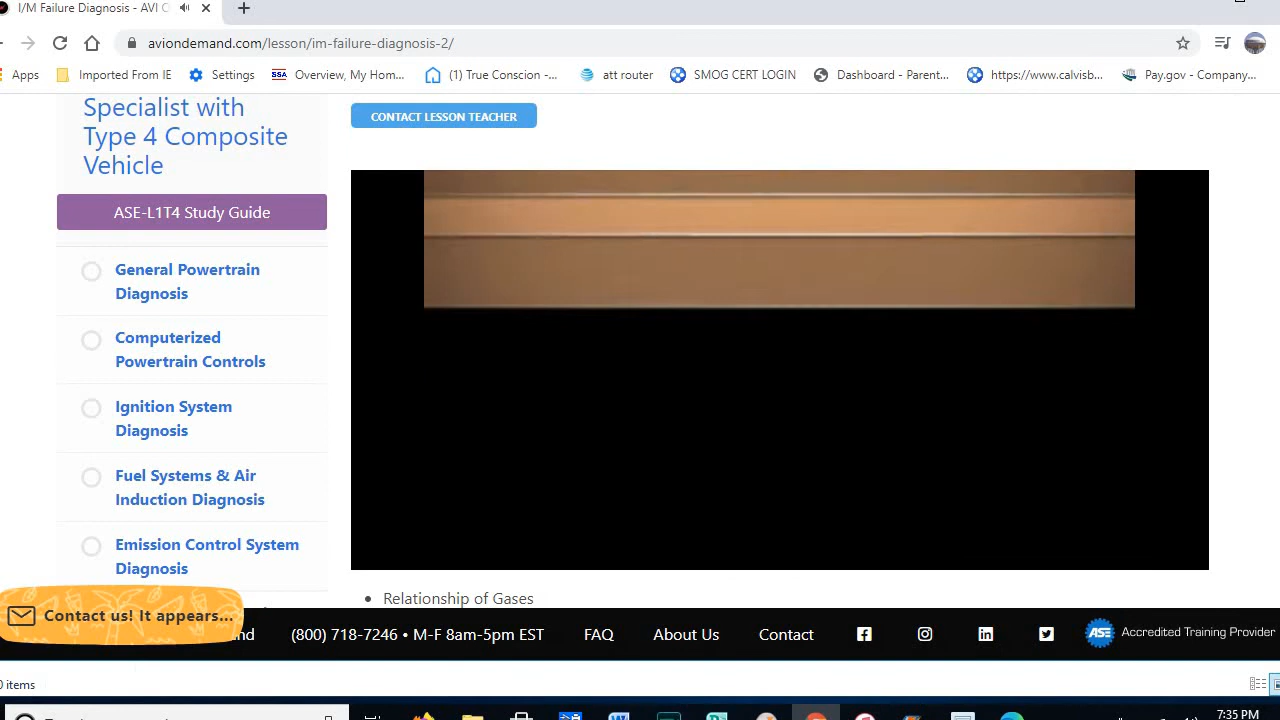 I/M Failure Diagnosis - AVI C
aviondemand.com/lesson/im-failure-diagnosis-2/
Apps Imported From IE Settings SSA Overview, My Hom... (1) True Conscion -... att router SMOG CERT LOGIN Dashboard - Parent... https://www.calvisb... Pay.gov - Company...
Specialist with
Type 4 Composite
Vehicle
ASE-L1T4 Study Guide
General Powertrain
Diagnosis
Computerized
Powertrain Controls
Ignition System
Diagnosis
Fuel Systems & Air
Induction Diagnosis
Emission Control System
Diagnosis
CONTACT LESSON TEACHER
• Relationship of Gases
Contact us! It appears...
nd (800) 718-7246 • M-F 8am-5pm EST FAQ About Us Contact ASE Accredited Training Provider
0 items
7:35 PM